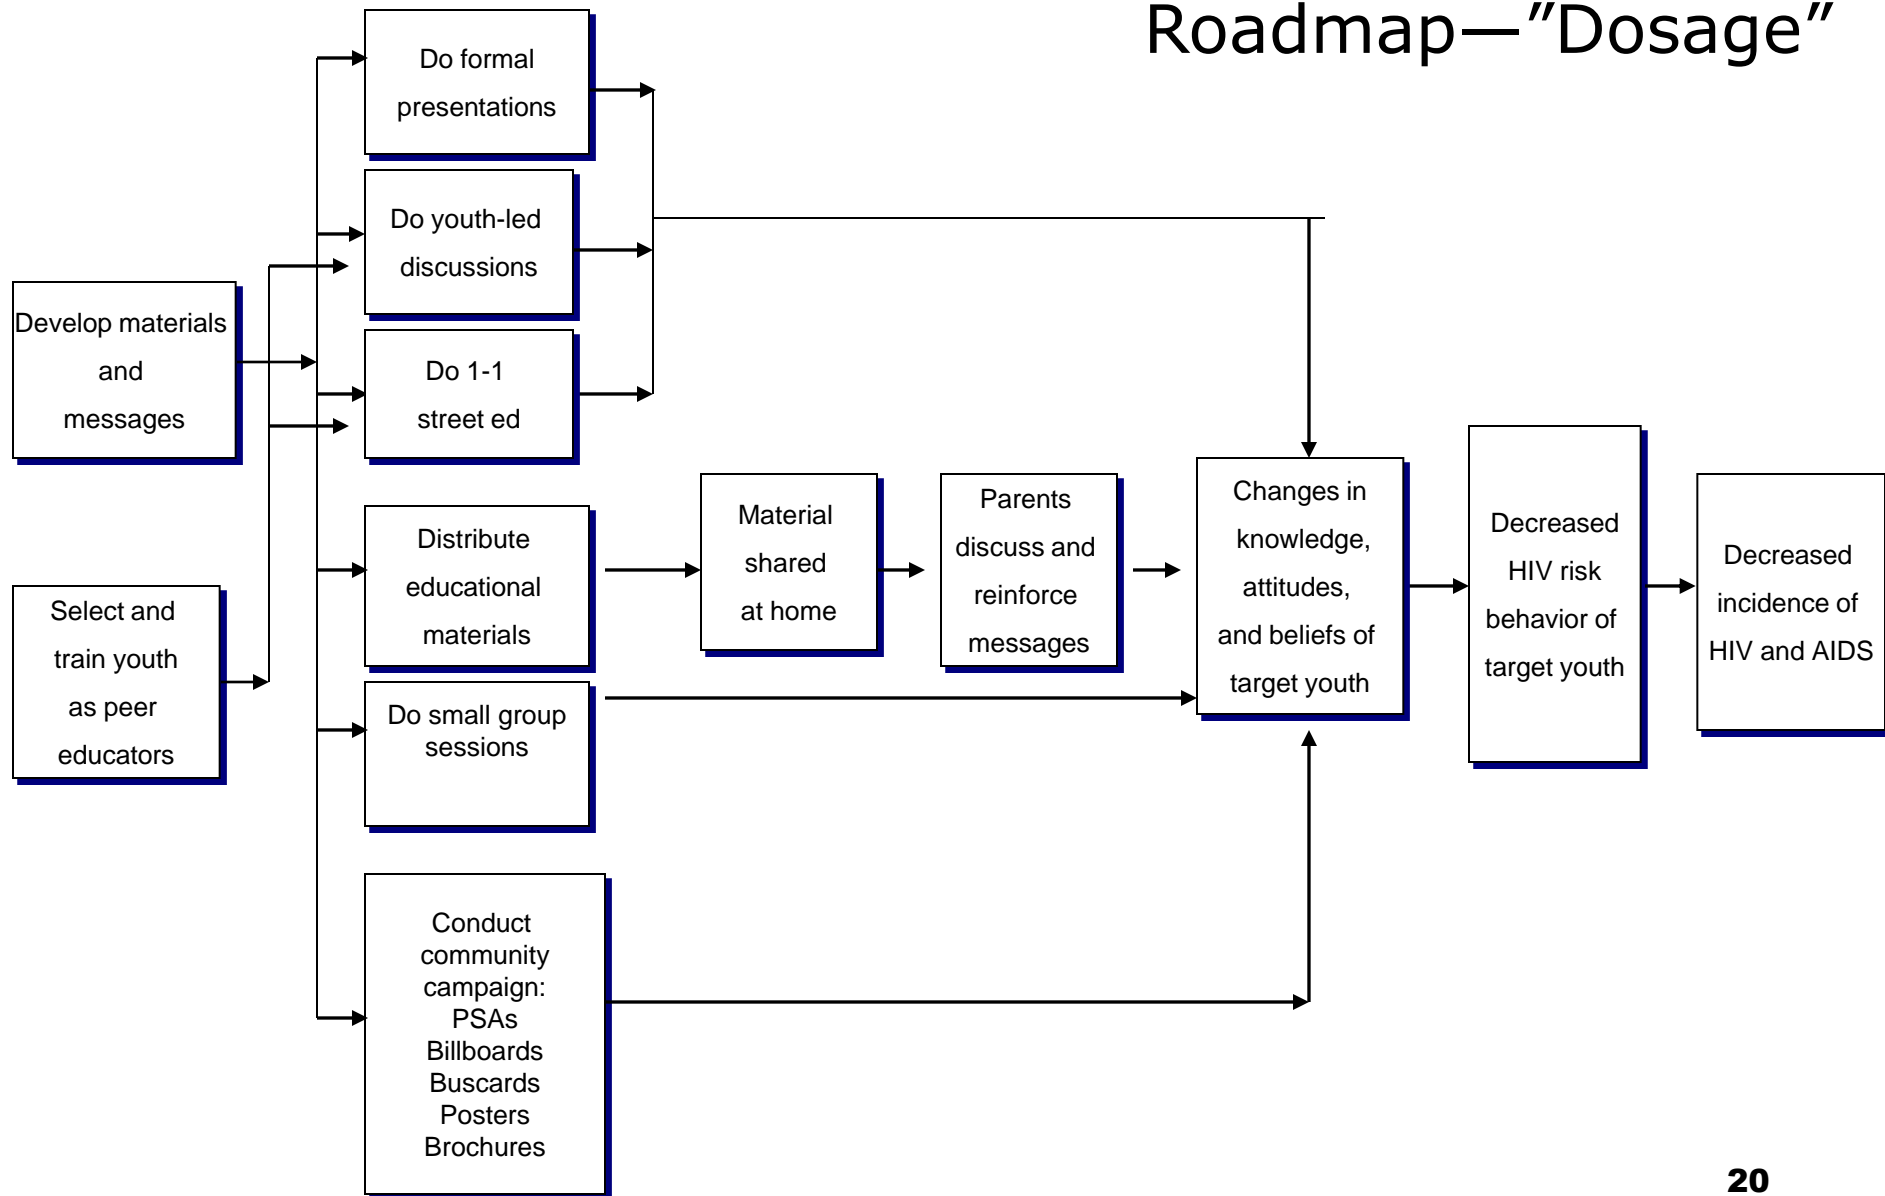 Roadmap—”Dosage”
Do formal
presentations
Do youth-led
discussions
Develop materials
and
messages
Do 1-1
street ed
Select and
train youth
as peer
educators
Distribute
educational
materials
Material
shared
at home
Parents
discuss and
reinforce
messages
Changes in
knowledge,
attitudes,
and beliefs of
target youth
Decreased
HIV risk
behavior of
target youth
Decreased
incidence of
HIV and AIDS
Do small group
sessions
Conduct
community
campaign:
PSAs
Billboards
Buscards
Posters
Brochures
20